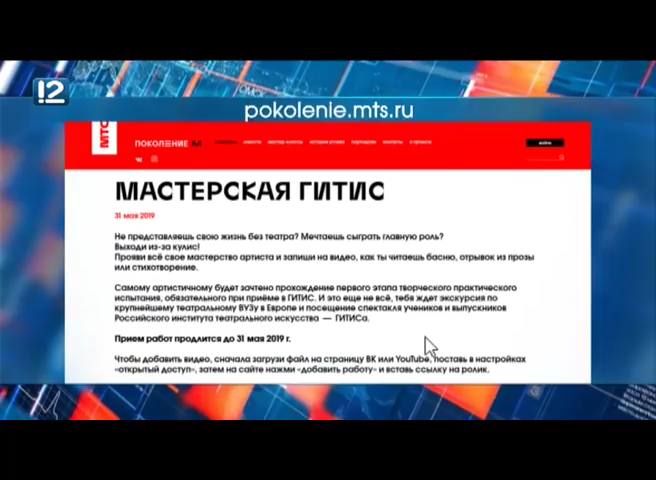 12
pokolenie.mts.ru
МТС
ПОКОЛЕНИЕ М
МАСТЕРСКАЯ ГИТИС
31 мая 2019
Не представляешь свою жизнь без театра? Мечтаешь сыграть главную роль?
Выходи из-за кулис!
Прояви всё свое мастерство артиста и запиши на видео, как ты читаешь басню, отрывок из прозы
или стихотворение.
Самому артистичному будет зачтено прохождение первого этапа творческого практического
испытания, обязательного при приёме в ГИТИС. И это еще не всё, тебя ждет экскурсия по
крупнейшему театральному ВУЗу в Европе и посещение спектакля учеников и выпускников
Российского института театрального искусства — ГИТИСа.
Прием работ продлится до 31 мая 2019 г.
Чтобы добавить видео, сначала загрузи файл на страницу ВК или YouTube, поставь в настройках
«открытый доступ», затем на сайте нажми «добавить работу» и вставь ссылку на ролик.